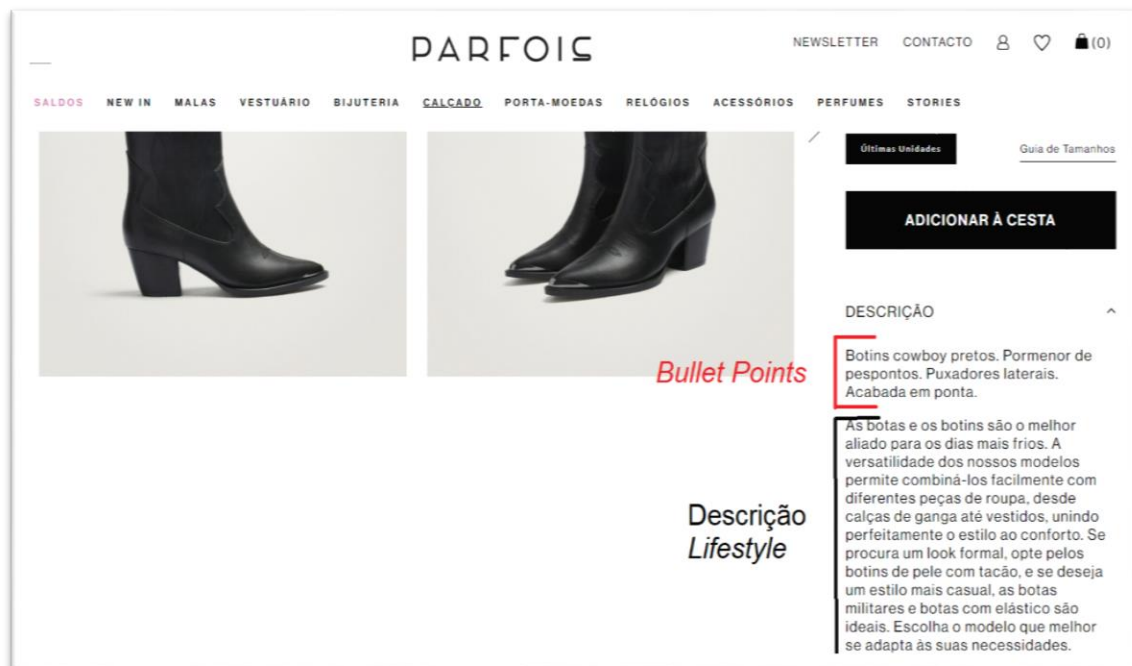 PARFOIS
NEWSLETTER CONTACTO (0)
SALDOS NEW IN MALAS VESTUÁRIO BIJUTERIA CALÇADO PORTA-MOEDAS RELÓGIOS ACESSÓRIOS PERFUMES STORIES
Últimas Unidades Guia de Tamanhos
ADICIONAR À CESTA
DESCRIÇÃO
Bullet Points
Botins cowboy pretos. Pormenor de
pespontos. Puxadores laterais.
Acabada em ponta.
Descrição
Lifestyle
As botas e os botins são o melhor
aliado para os dias mais frios. A
versatilidade dos nossos modelos
permite combiná-los facilmente com
diferentes peças de roupa, desde
calças de ganga até vestidos, unindo
perfeitamente o estilo ao conforto. Se
procura um look formal, opte pelos
botins de pele com tacão, e se deseja
um estilo mais casual, as botas
militares e botas com elástico são
ideais. Escolha o modelo que melhor
se adapta às suas necessidades.